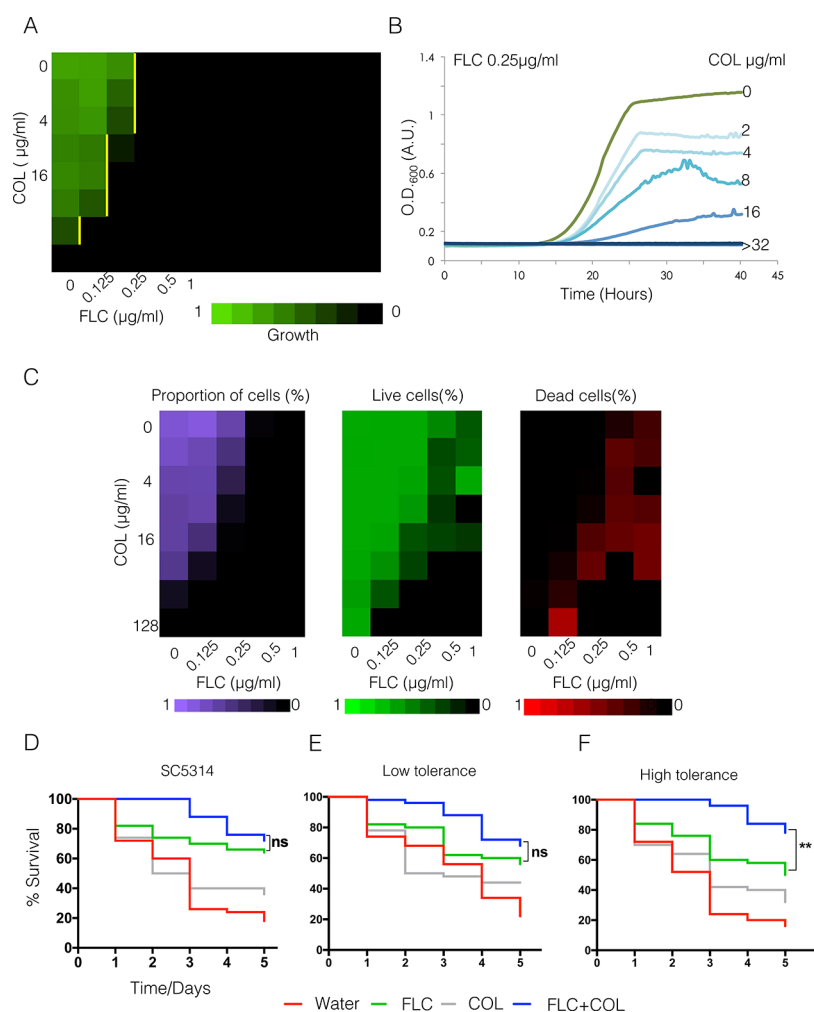 A
0
4
16
COL ( µg/ml)
0 0.125 0.25 0.5 1
FLC (µg/ml)
1 0
Growth
B
FLC 0.25µg/ml COL µg/ml
1.4
1
0.6
0.2
0
O.D.600 (A.U.)
0
2
4
8
16
>32
0 10 20 30 40 45
Time (Hours)
C
Proportion of cells (%) Live cells(%) Dead cells(%)
0
4
16
128
COL (µg/ml)
0 0.125 0.25 0.5 1 0 0.125 0.25 0.5 1 0 0.125 0.25 0.5 1
FLC (µg/ml) FLC (µg/ml) FLC (µg/ml)
1 0 1 0 1 0
D
SC5314
100
80
60
40
20
0
% Survival
ns
0 1 2 3 4 5
Time/Days
E
Low tolerance
100
80
60
40
20
0
ns
0 1 2 3 4 5
F
High tolerance
100
80
60
40
20
0
**
0 1 2 3 4 5
Water FLC COL FLC+COL